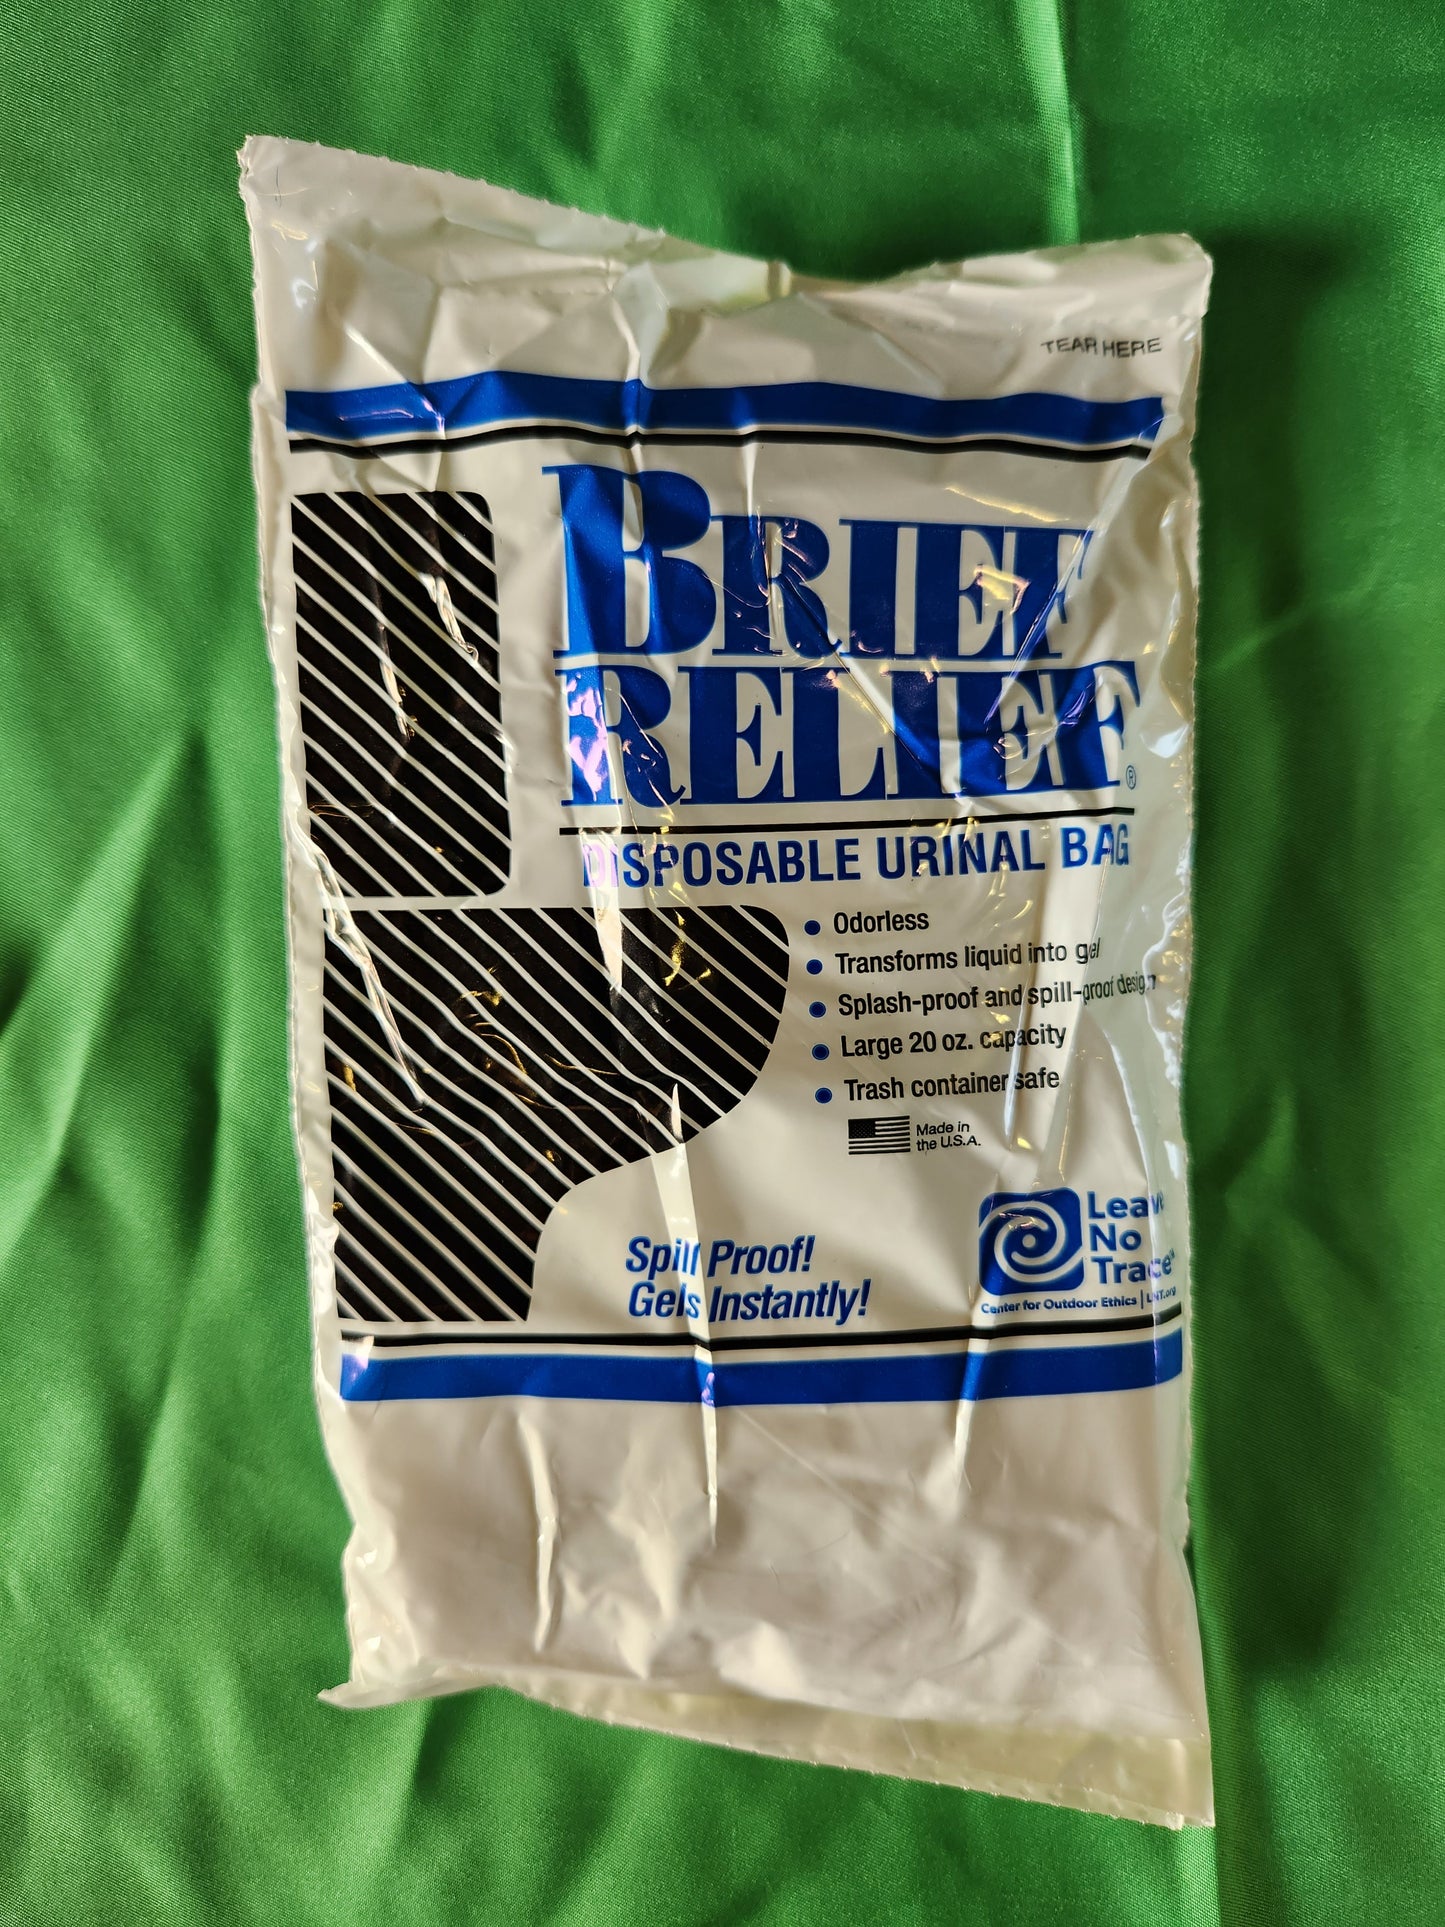 TEAR HERE
BRIEF
RELIEF®
DISPOSABLE URINAL BAG
• Odorless
• Transforms liquid into gel
• Splash-proof and spill-proof design
• Large 20 oz. capacity
• Trash container safe
Made in
the U.S.A.
Leave
No
Trace
Center for Outdoor Ethics | LNT.org
Spill Proof!
Gels Instantly!